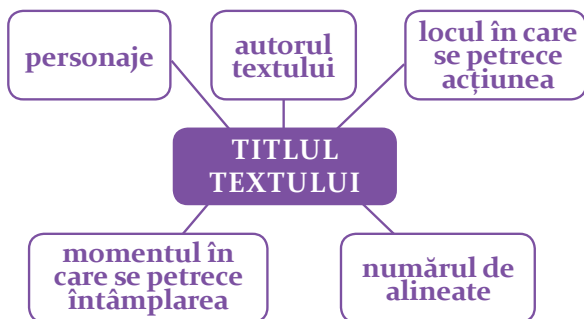 personaje
autorul
textului
locul în care
se petrece
acțiunea
TITLUL
TEXTULUI
momentul în
care se petrece
întâmplarea
numărul de
alineate